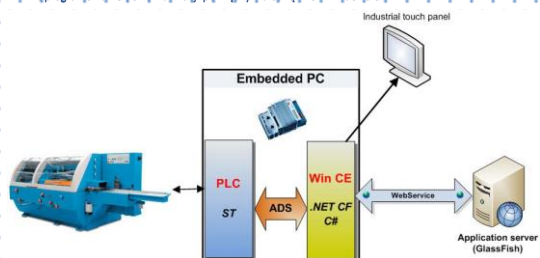 Industrial touch panel
Embedded PC
PLC
ST
ADS
Win CE
.NET CF
C#
WebService
Application server
(GlassFish)